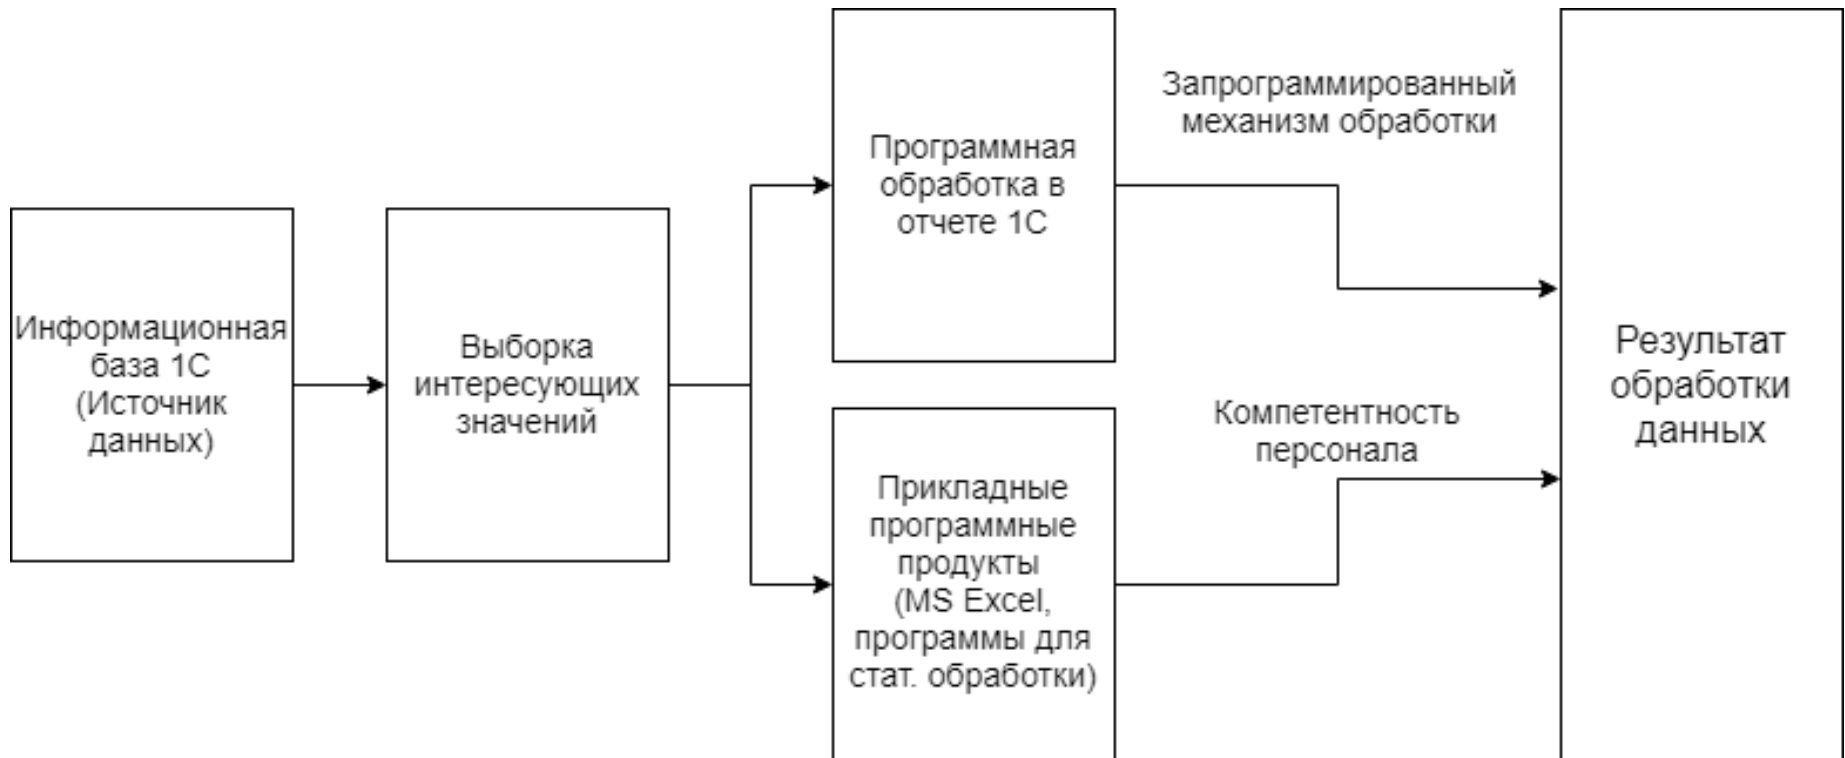 Информационная
база 1С
(Источник
данных)
Выборка
интересующих
значений
Программная
обработка в
отчете 1С
Прикладные
программные
продукты
(MS Excel,
программы для
стат. обработки)
Запрограммированный
механизм обработки
Компетентность
персонала
Результат
обработки
данных